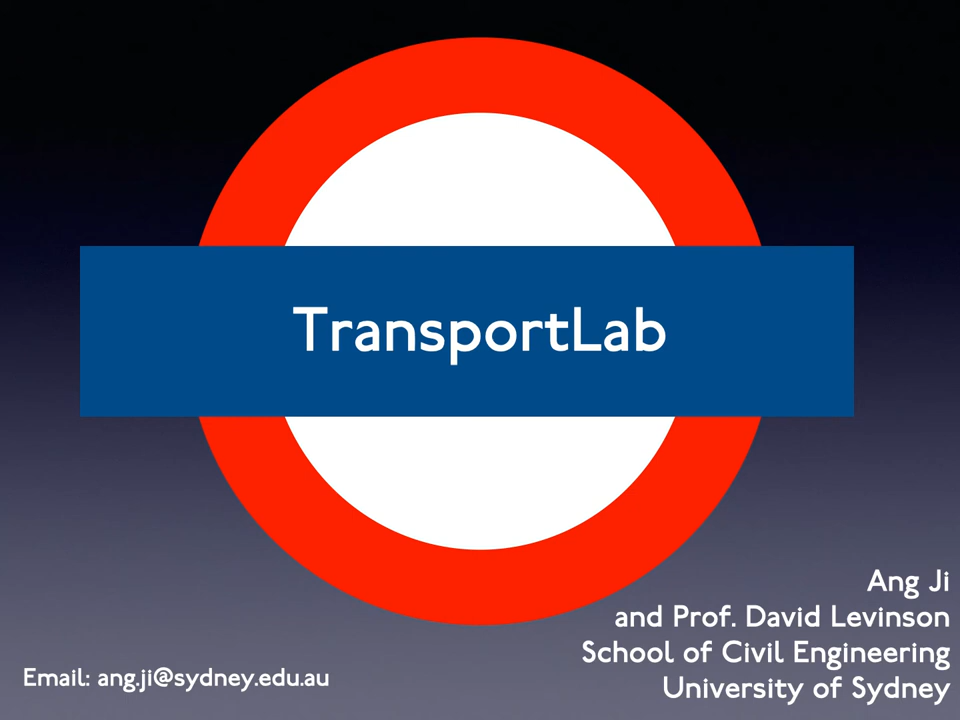 TransportLab
Ang Ji
and Prof. David Levinson
School of Civil Engineering
University of Sydney
Email: ang.ji@sydney.edu.au